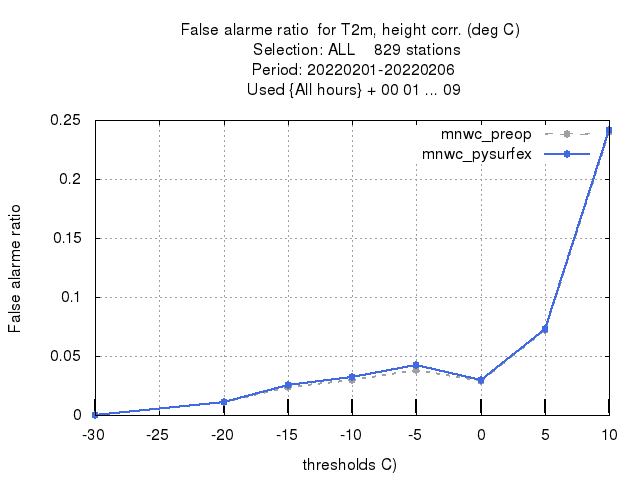 False alarme ratio  for T2m, height corr. (deg C)
Selection: ALL    829 stations
Period: 20220201-20220206
Used {All hours} + 00 01 ... 09
mnwc_preop
mnwc_pysurfex
False alarme ratio
0.25
0.2
0.15
0.1
0.05
0
-30 -25 -20 -15 -10 -5 0 5 10
thresholds C)